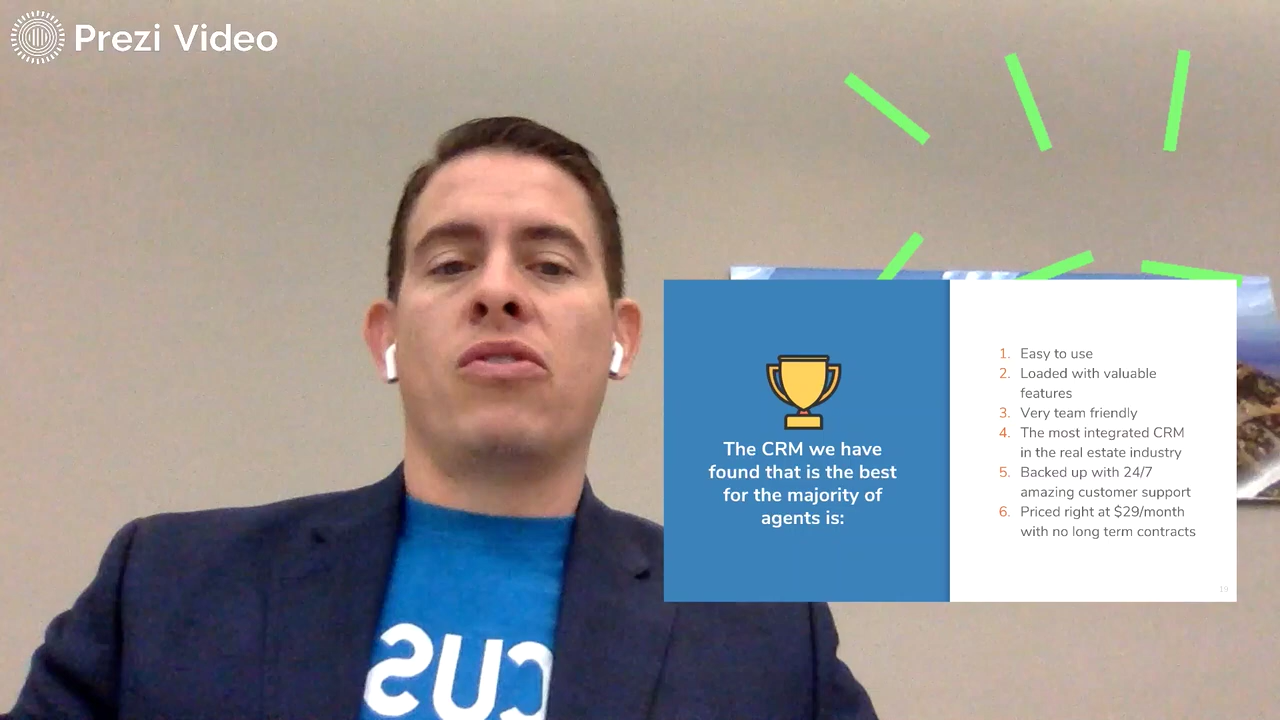 Prezi Video
The CRM we have
found that is the best
for the majority of
agents is:
1. Easy to use
2. Loaded with valuable
features
3. Very team friendly
4. The most integrated CRM
in the real estate industry
5. Backed up with 24/7
amazing customer support
6. Priced right at $29/month
with no long term contracts
19